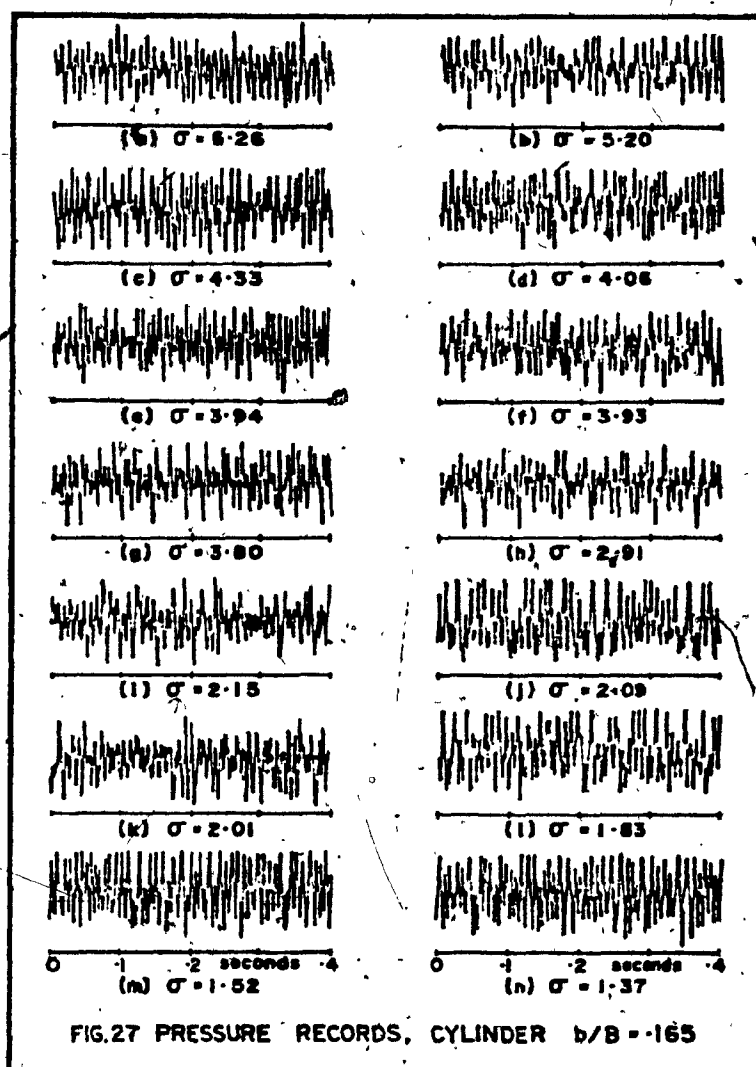 (a) σ = 6·26
(b) σ = 5·20
(c) σ = 4·33
(d) σ = 4·06
(e) σ = 3·94
(f) σ = 3·93
(g) σ = 3·80
(h) σ = 2·91
(i) σ = 2·15
(j) σ = 2·09
(k) σ = 2·01
(l) σ = 1·83
0 ·1 ·2 seconds ·4
0 ·1 ·2 seconds ·4
(m) σ = 1·52
(n) σ = 1·37
FIG.27 PRESSURE RECORDS, CYLINDER b/B = ·165